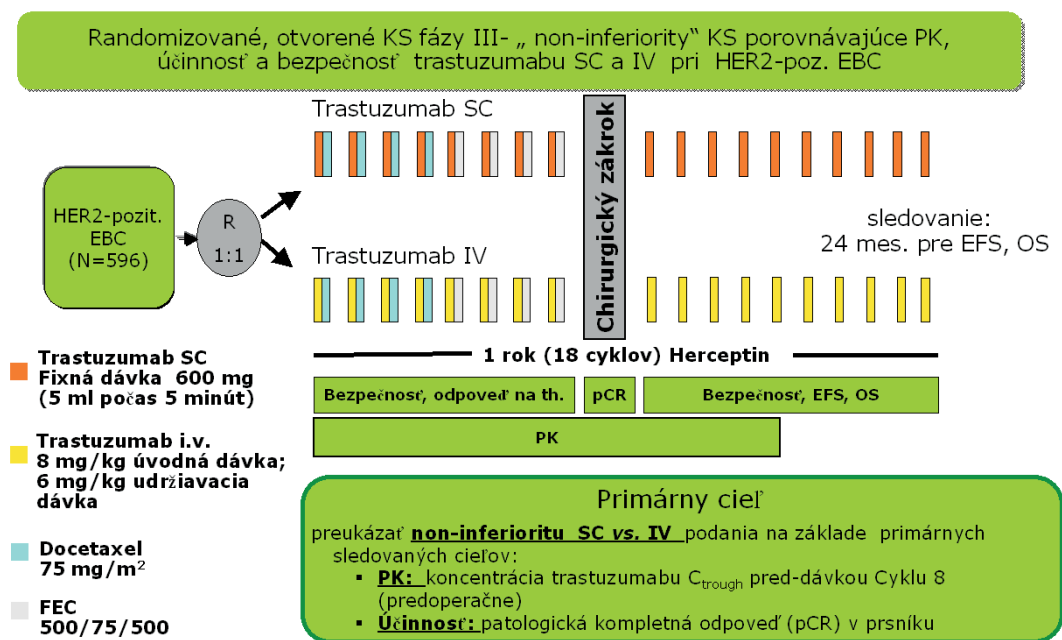 Randomizované, otvorené KS fázy III- „ non-inferiority“ KS porovnávajúce PK,
účinnosť a bezpečnosť trastuzumabu SC a IV pri HER2-poz. EBC
Trastuzumab SC
Chirurgický zákrok
HER2-pozit.
EBC
(N=596)
R
1:1
sledovanie:
24 mes. pre EFS, OS
Trastuzumab IV
1 rok (18 cyklov) Herceptin
Bezpečnosť, odpoveď na th.
pCR
Bezpečnosť, EFS, OS
PK
Trastuzumab SC
Fixná dávka 600 mg
(5 ml počas 5 minút)
Trastuzumab i.v.
8 mg/kg úvodná dávka;
6 mg/kg udržiavacia
dávka
Docetaxel
75 mg/m²
FEC
500/75/500
Primárny cieľ
preukázať non-inferioritu SC vs. IV podania na základe primárnych
sledovaných cieľov:
▪ PK: koncentrácia trastuzumabu Ctrough pred-dávkou Cyklu 8
(predoperačne)
▪ Účinnosť: patologická kompletná odpoveď (pCR) v prsníku